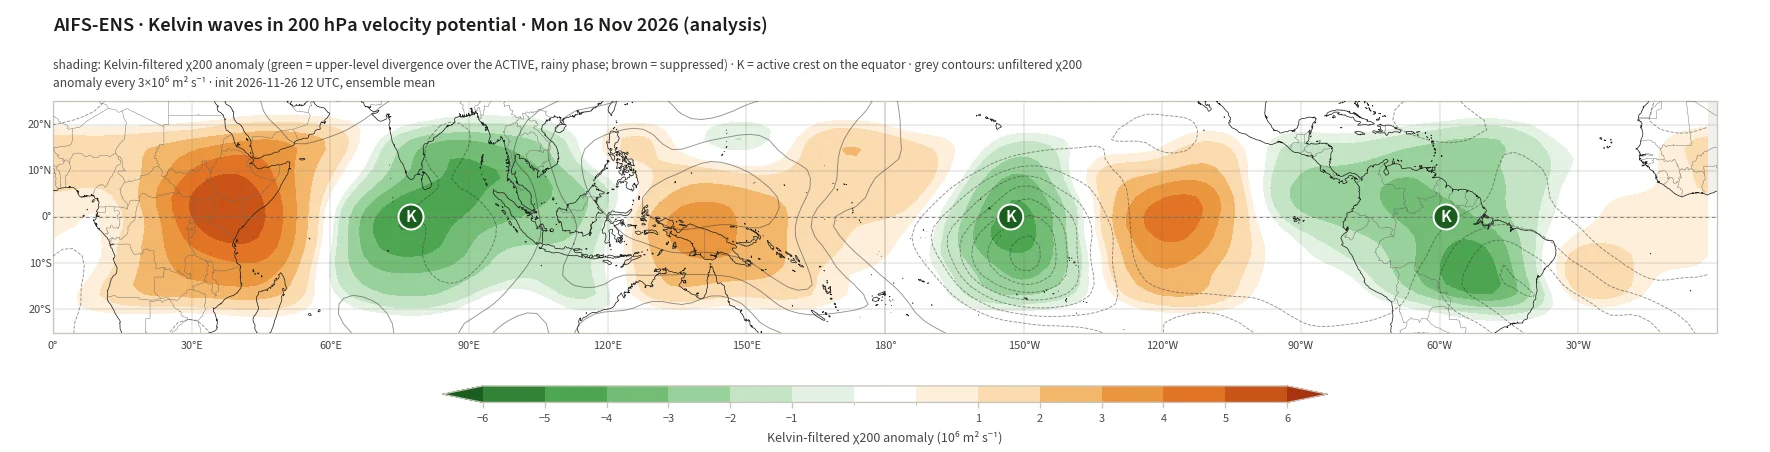 AIFS-ENS · Kelvin waves in 200 hPa velocity potential · Mon 16 Nov 2026 (analysis)
shading: Kelvin-filtered χ200 anomaly (green = upper-level divergence over the ACTIVE, rainy phase; brown = suppressed) · K = active crest on the equator · grey contours: unfiltered χ200
anomaly every 3×10⁶ m² s⁻¹ · init 2026-11-26 12 UTC, ensemble mean
20°N
10°N
0°
10°S
20°S
K K K
0° 30°E 60°E 90°E 120°E 150°E 180° 150°W 120°W 90°W 60°W 30°W
−6 −5 −4 −3 −2 −1 1 2 3 4 5 6
Kelvin-filtered χ200 anomaly (10⁶ m² s⁻¹)